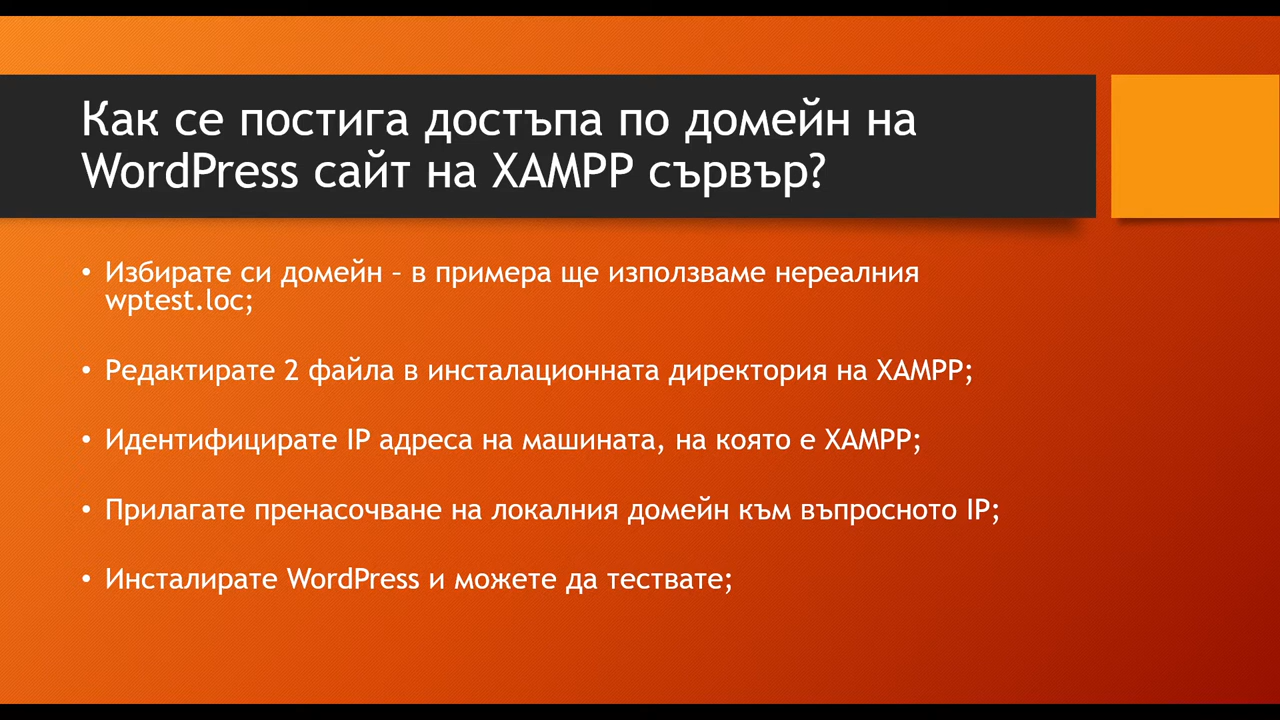 Как се постига достъпа по домейн на
WordPress сайт на XAMPP сървър?
• Избирате си домейн – в примера ще използваме нереалния
wptest.loc;
• Редактирате 2 файла в инсталационната директория на XAMPP;
• Идентифицирате IP адреса на машината, на която е XAMPP;
• Прилагате пренасочване на локалния домейн към въпросното IP;
• Инсталирате WordPress и можете да тествате;